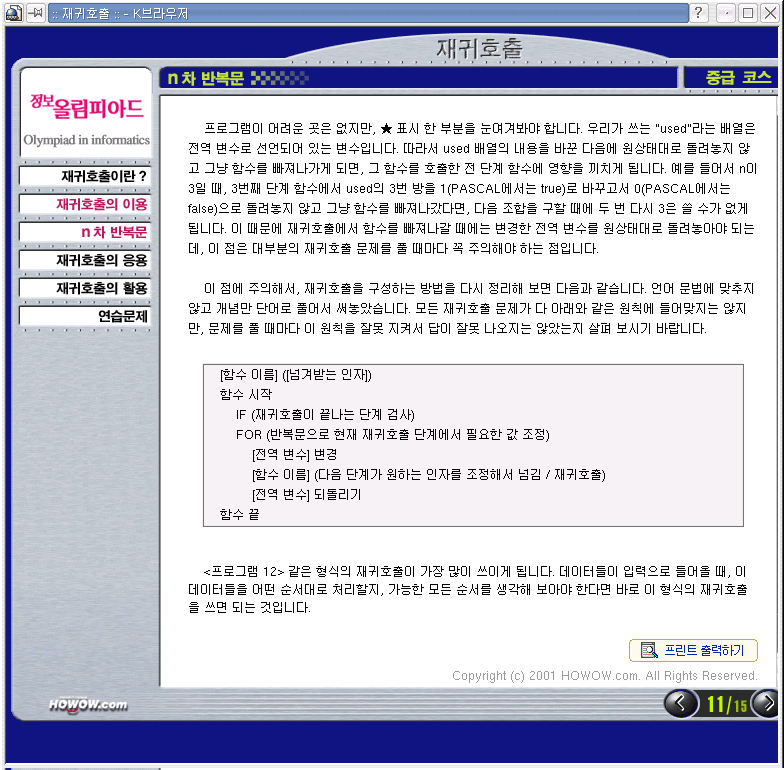 :: 재귀호출 :: - K브라우저
재귀호출
n 차 반복문
중급 코스
정보올림피아드
Olympiad in informatics
재귀호출이란 ?
재귀호출의 이용
n 차 반복문
재귀호출의 응용
재귀호출의 활용
연습문제
프로그램이 어려운 곳은 없지만, ★ 표시 한 부분을 눈여겨봐야 합니다. 우리가 쓰는 "used"라는 배열은
전역 변수로 선언되어 있는 변수입니다. 따라서 used 배열의 내용을 바꾼 다음에 원상태대로 돌려놓지 않
고 그냥 함수를 빠져나가게 되면, 그 함수를 호출한 전 단계 함수에 영향을 끼치게 됩니다. 예를 들어서 n이
3일 때, 3번째 단계 함수에서 used의 3번 방을 1(PASCAL에서는 true)로 바꾸고서 0(PASCAL에서는
false)으로 돌려놓지 않고 그냥 함수를 빠져나갔다면, 다음 조합을 구할 때에 두 번 다시 3은 쓸 수가 없게
됩니다. 이 때문에 재귀호출에서 함수를 빠져나갈 때에는 변경한 전역 변수를 원상태대로 돌려놓아야 되는
데, 이 점은 대부분의 재귀호출 문제를 풀 때마다 꼭 주의해야 하는 점입니다.
이 점에 주의해서, 재귀호출을 구성하는 방법을 다시 정리해 보면 다음과 같습니다. 언어 문법에 맞추지
않고 개념만 단어로 풀어서 써놓았습니다. 모든 재귀호출 문제가 다 아래와 같은 원칙에 들어맞지는 않지
만, 문제를 풀 때마다 이 원칙을 잘못 지켜서 답이 잘못 나오지는 않았는지 살펴 보시기 바랍니다.
[함수 이름] ([넘겨받는 인자])
함수 시작
IF (재귀호출이 끝나는 단계 검사)
FOR (반복문으로 현재 재귀호출 단계에서 필요한 값 조정)
[전역 변수] 변경
[함수 이름] (다음 단계가 원하는 인자를 조정해서 넘김 / 재귀호출)
[전역 변수] 되돌리기
함수 끝
<프로그램 12> 같은 형식의 재귀호출이 가장 많이 쓰이게 됩니다. 데이터들이 입력으로 들어올 때, 이
데이터들을 어떤 순서대로 처리할지, 가능한 모든 순서를 생각해 보아야 한다면 바로 이 형식의 재귀호출
을 쓰면 되는 것입니다.
프린트 출력하기
Copyright (c) 2001 HOWOW.com. All Rights Reserved.
HOWOW.com
11/15